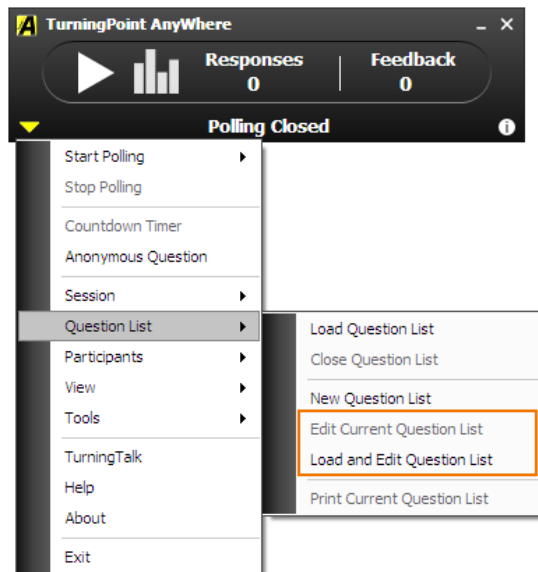 TurningPoint AnyWhere
Responses
0
Feedback
0
Polling Closed
Start Polling
Stop Polling
Countdown Timer
Anonymous Question
Session
Question List
Participants
View
Tools
TurningTalk
Help
About
Exit
Load Question List
Close Question List
New Question List
Edit Current Question List
Load and Edit Question List
Print Current Question List